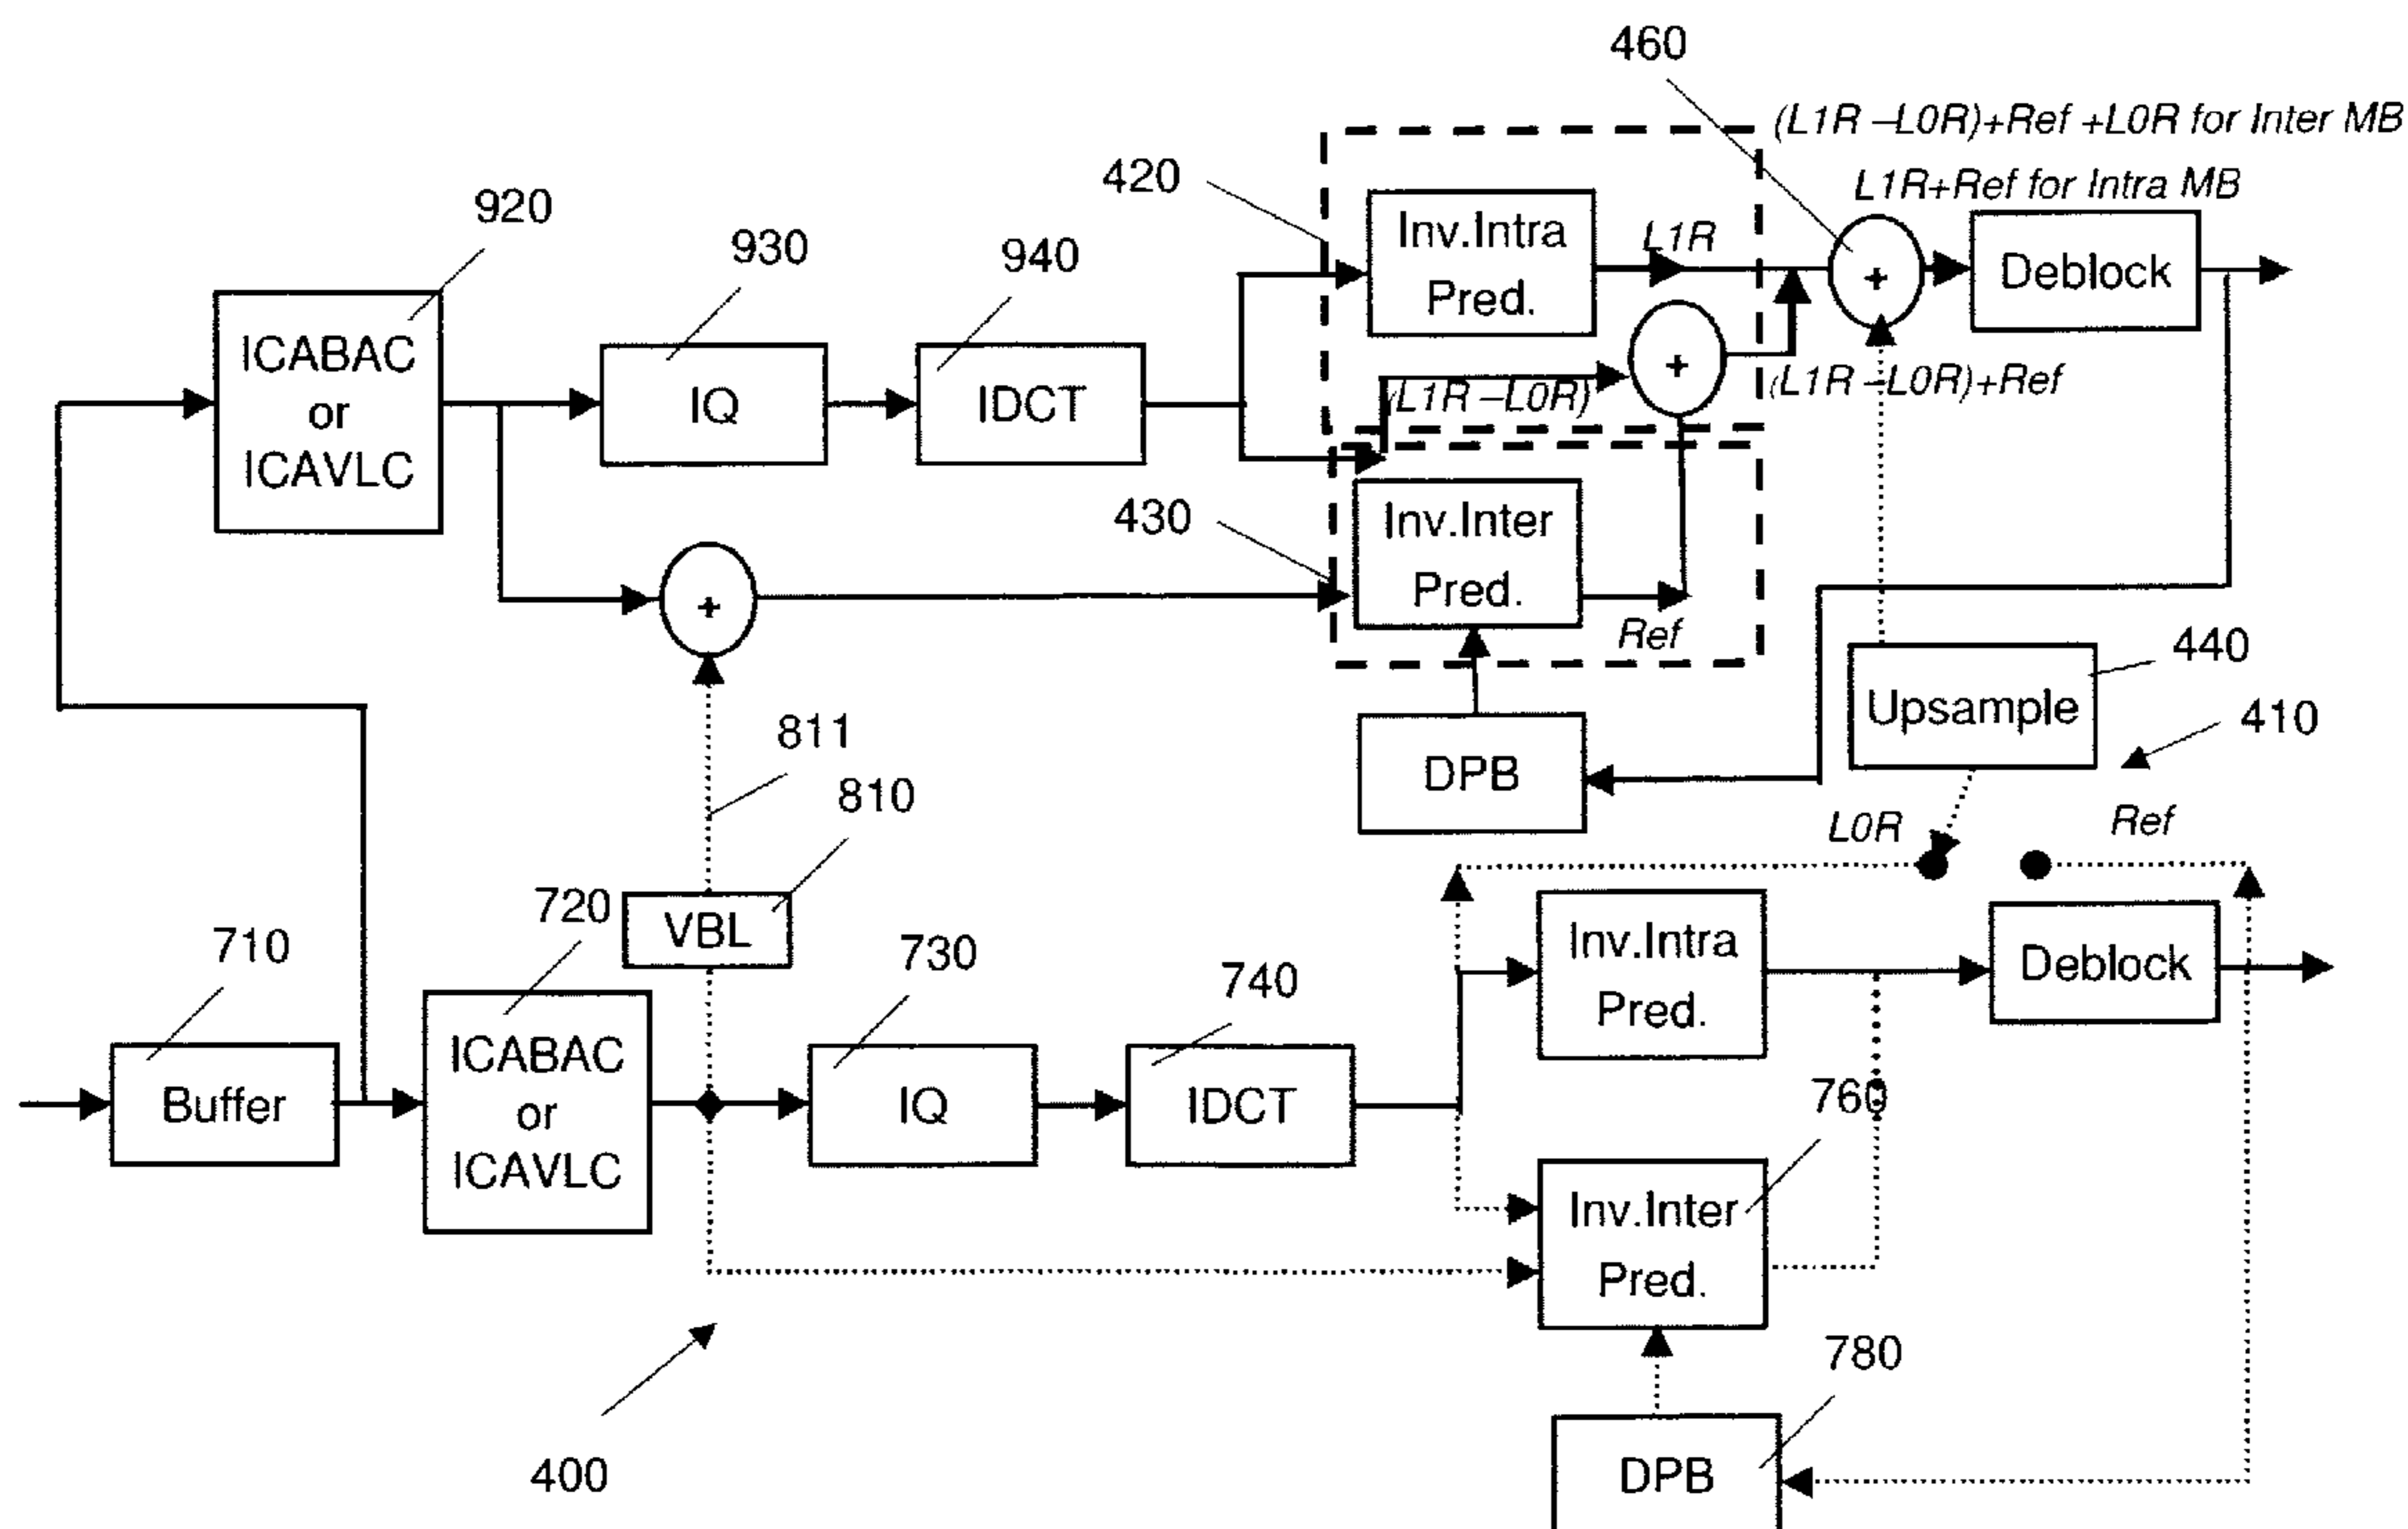 460
(L1R –L0R)+Ref +L0R for Inter MB
420
L1R+Ref for Intra MB
920
930
940
Inv.Intra
Pred.
L1R
+
Deblock
ICABAC
or
ICAVLC
IQ
IDCT
+
(L1R –L0R)
(L1R –L0R)+Ref
430
Inv.Inter
Pred.
Ref
+
440
Upsample
410
811
810
DPB
L0R
Ref
720
VBL
710
730
740
Inv.Intra
Pred.
Deblock
Buffer
ICABAC
or
ICAVLC
IQ
IDCT
760
Inv.Inter
Pred.
780
400
DPB